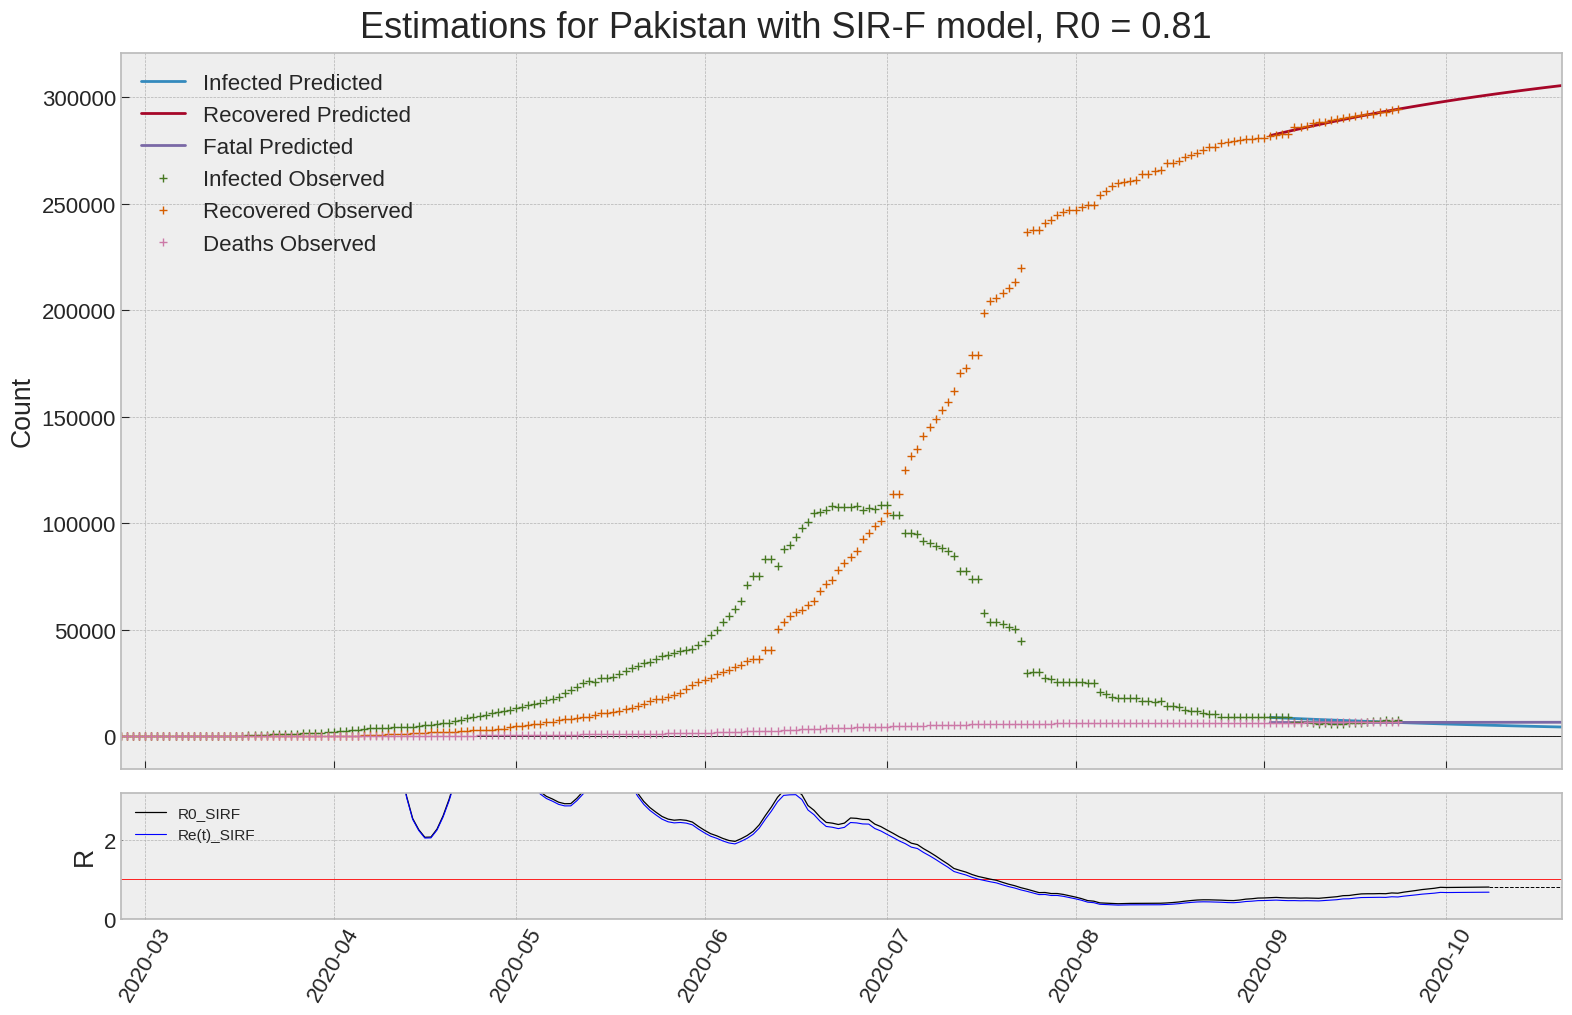 Estimations for Pakistan with SIR-F model, R0 = 0.81
Infected Predicted
Recovered Predicted
Fatal Predicted
Infected Observed
Recovered Observed
Deaths Observed
300000
250000
200000
150000
100000
50000
0
Count
R0_SIRF
Re(t)_SIRF
2
0
R
2020-03
2020-04
2020-05
2020-06
2020-07
2020-08
2020-09
2020-10